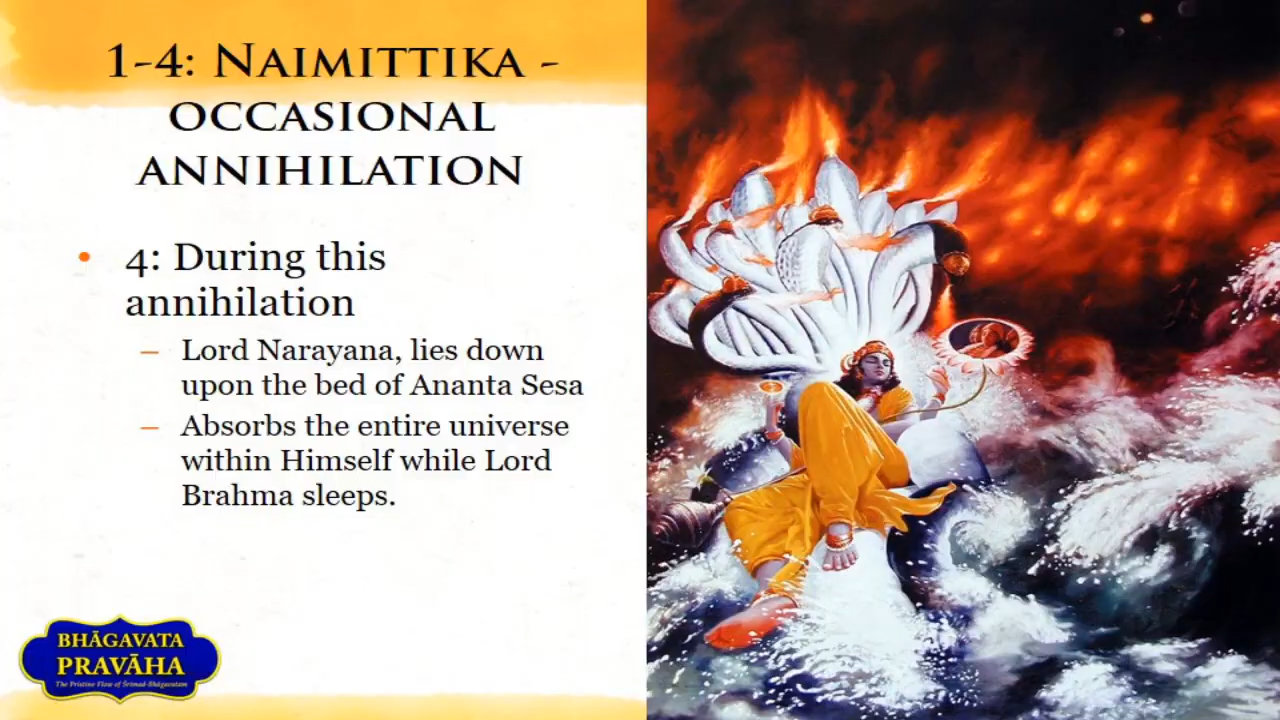 1-4: Naimittika -
occasional
annihilation
• 4: During this
annihilation
– Lord Narayana, lies down
upon the bed of Ananta Sesa
– Absorbs the entire universe
within Himself while Lord
Brahma sleeps.
BHĀGAVATA
PRAVĀHA
The Pristine Flow of Śrīmad-Bhāgavatam